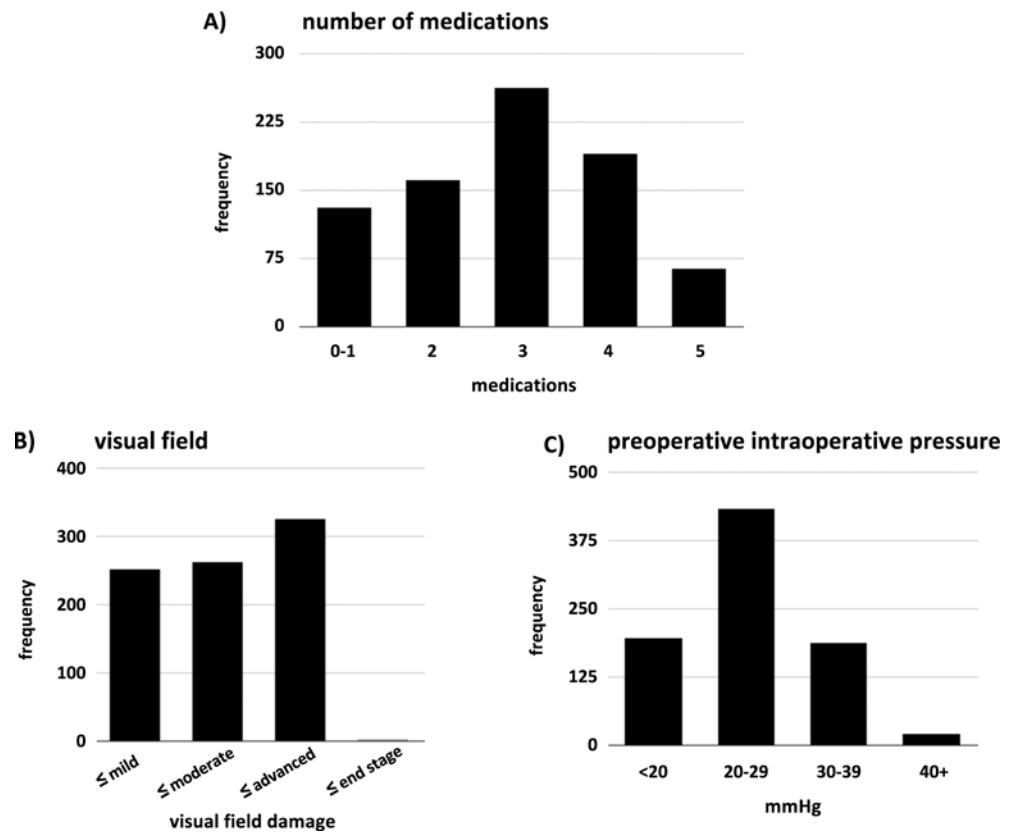 A) number of medications
300
225
150
75
0
frequency
0-1 2 3 4 5
medications
B) visual field
400
300
200
100
0
frequency
≤ mild ≤ moderate ≤ advanced ≤ end stage
visual field damage
C) preoperative intraoperative pressure
500
375
250
125
0
frequency
<20 20-29 30-39 40+
mmHg